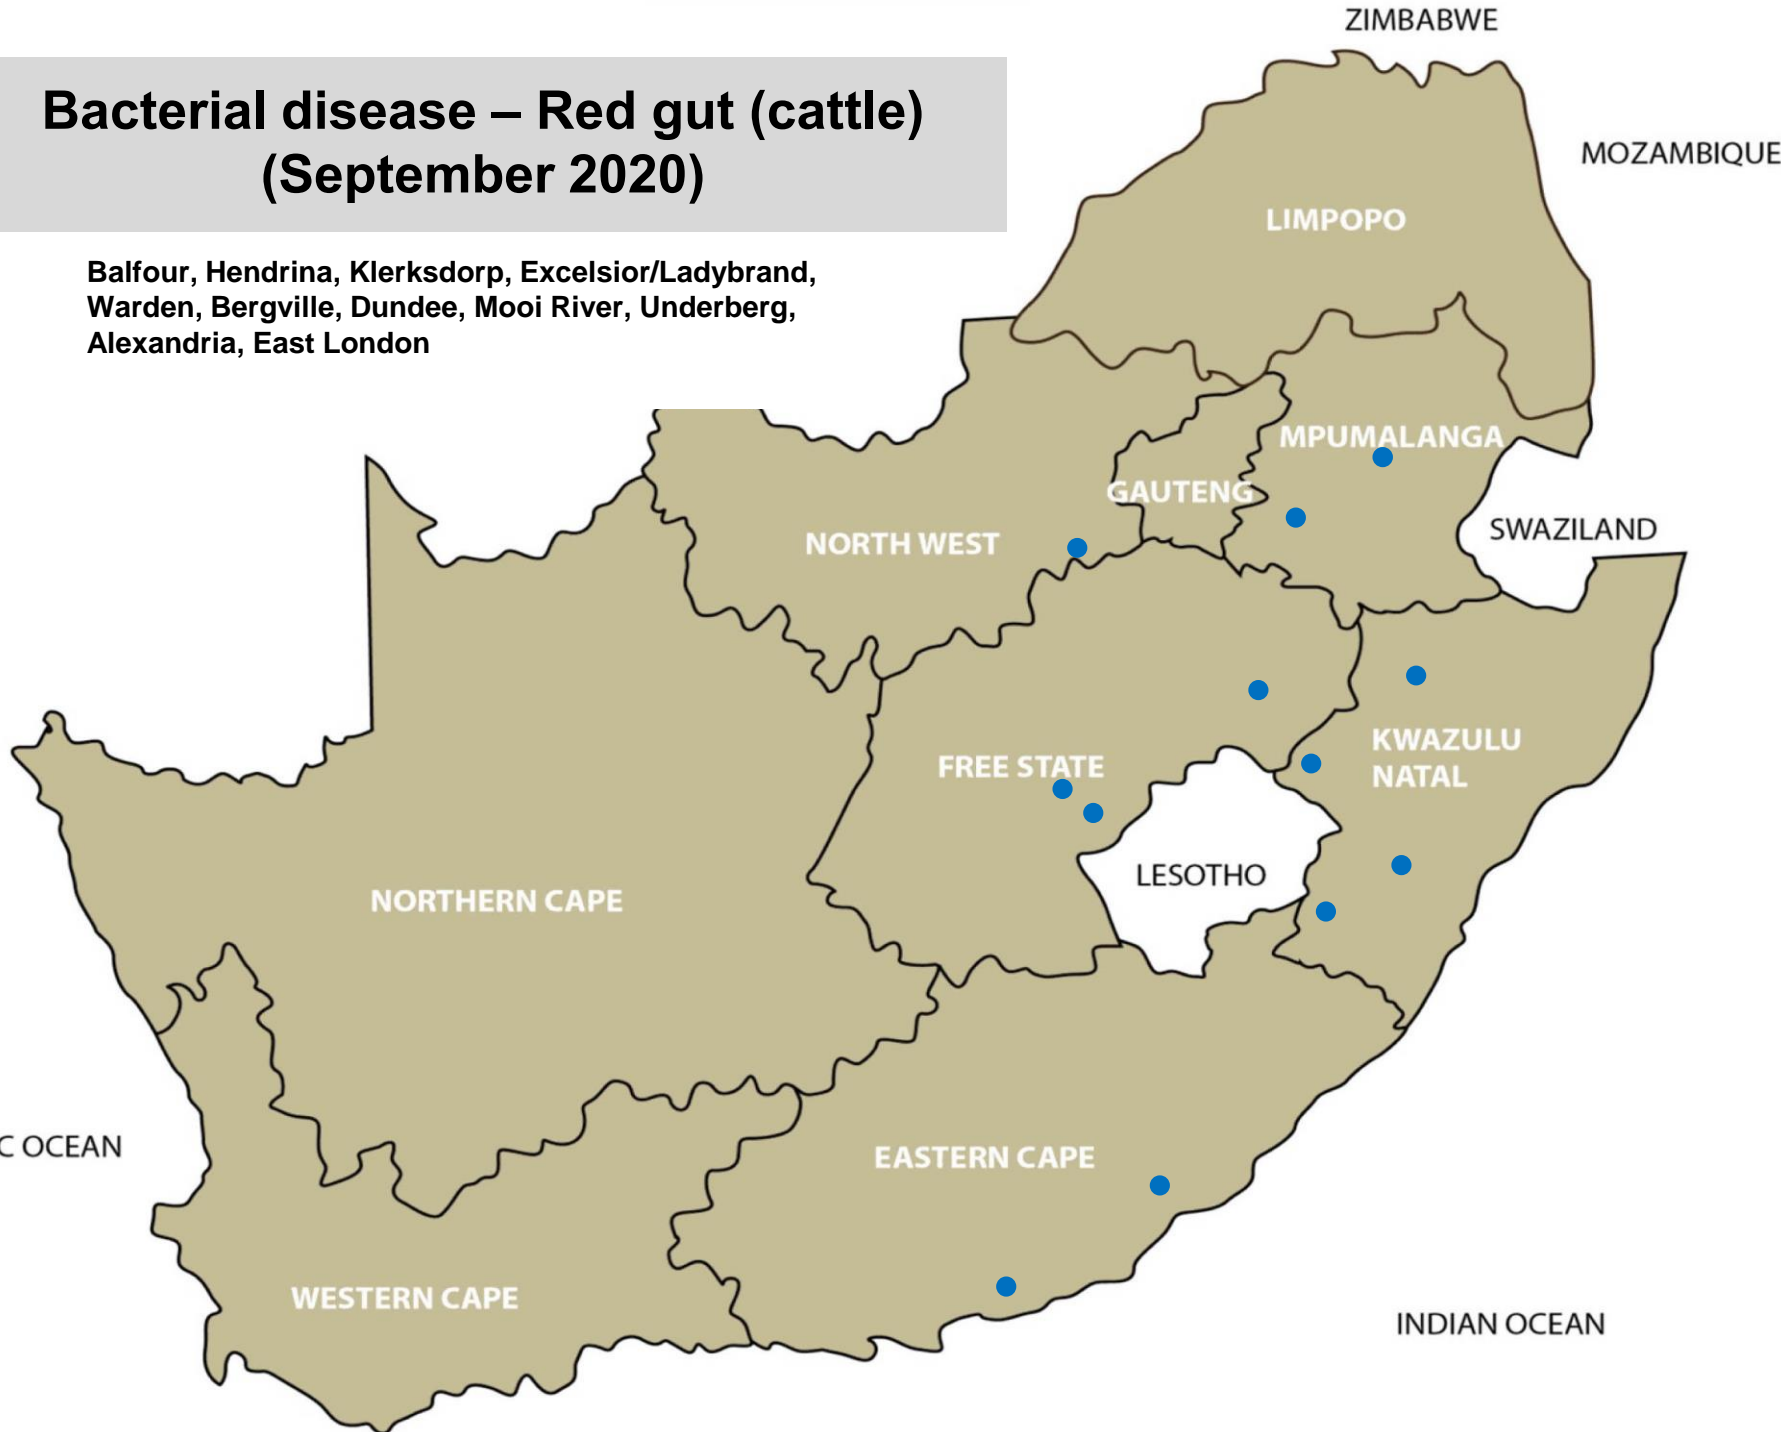 ZIMBABWE
Bacterial disease – Red gut (cattle)
(September 2020)
MOZAMBIQUE
LIMPOPO
Balfour, Hendrina, Klerksdorp, Excelsior/Ladybrand,
Warden, Bergville, Dundee, Mooi River, Underberg,
Alexandria, East London
MPUMALANGA
GAUTENG
SWAZILAND
NORTH WEST
KWAZULU
NATAL
FREE STATE
LESOTHO
NORTHERN CAPE
C OCEAN
EASTERN CAPE
WESTERN CAPE
INDIAN OCEAN